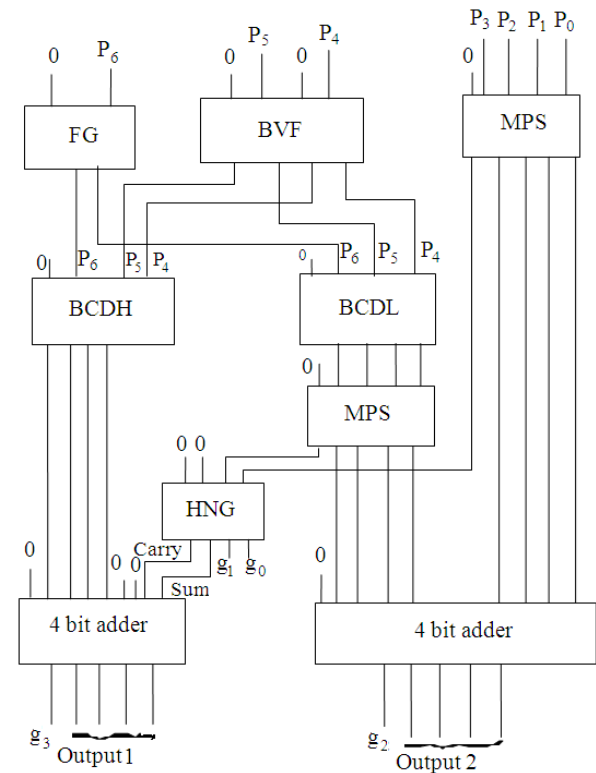 P3 P2 P1 P0
0 P6
0 P5 0 P4
0
FG
BVF
MPS
0 P6 P5 P4
0 P6 P5 P4
BCDH
BCDL
0
MPS
0 0
HNG
Carry
g1 g0
0
0 0
Sum
0
4 bit adder
4 bit adder
g3
Output 1
g2
Output 2